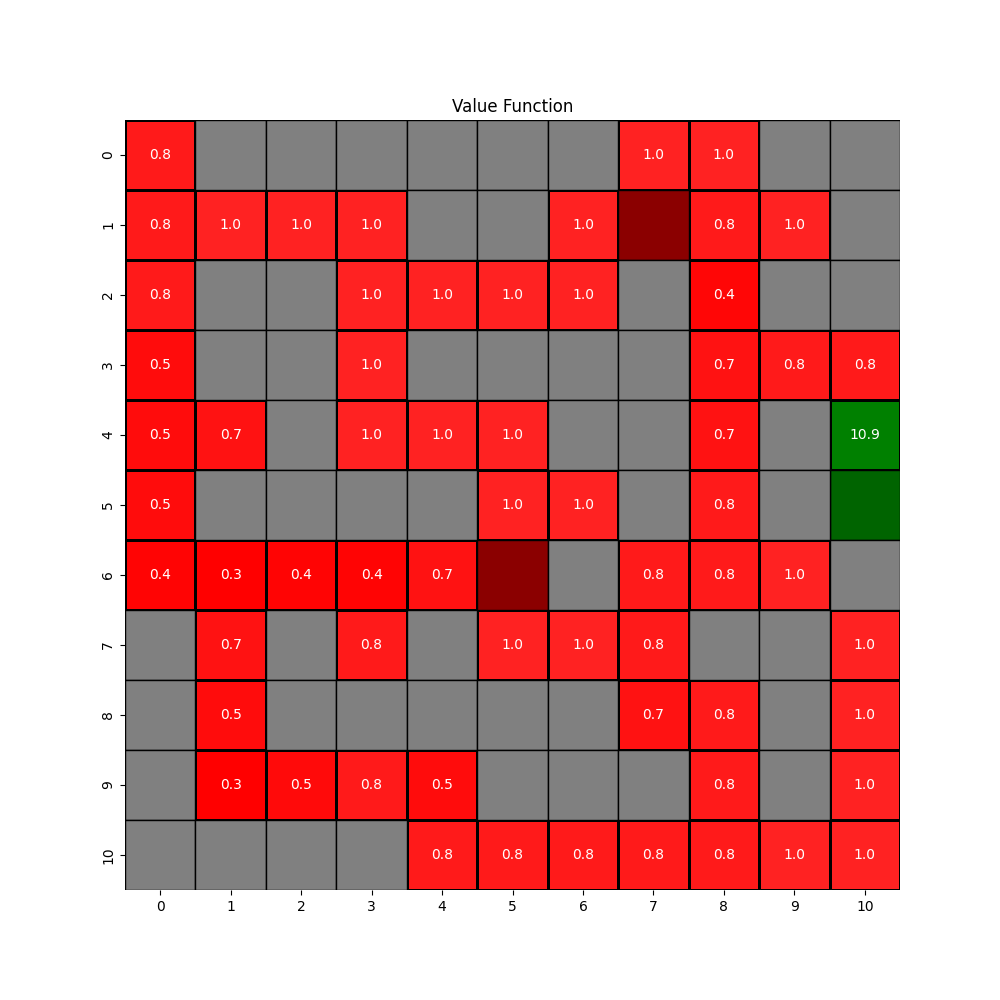 Value Function
0 0.8 1.0 1.0
1 0.8 1.0 1.0 1.0 1.0 0.8 1.0
2 0.8 1.0 1.0 1.0 1.0 0.4
3 0.5 1.0 0.7 0.8 0.8
4 0.5 0.7 1.0 1.0 1.0 0.7 10.9
5 0.5 1.0 1.0 0.8
6 0.4 0.3 0.4 0.4 0.7 0.8 0.8 1.0
7 0.7 0.8 1.0 1.0 0.8 1.0
8 0.5 0.7 0.8 1.0
9 0.3 0.5 0.8 0.5 0.8 1.0
10 0.8 0.8 0.8 0.8 0.8 1.0 1.0
0 1 2 3 4 5 6 7 8 9 10